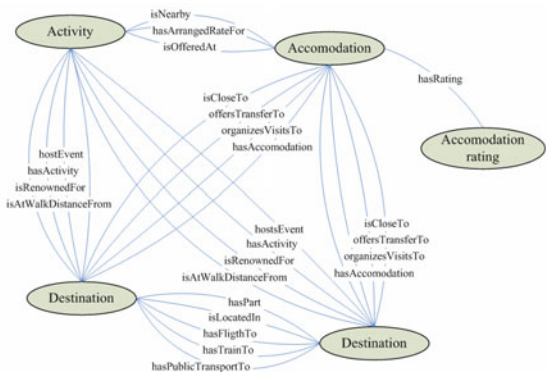 isNearby
Activity
hasArrangedRateFor
Accomodation
isOfferedAt
hasRating
isCloseTo
offersTransferTo
organizesVisitsTo
hasAccomodation
Accomodation
rating
hostEvent
hasActivity
isRenownedFor
isAtWalkDistanceFrom
hostsEvent
hasActivity
isRenownedFor
isAtWalkDistanceFrom
isCloseTo
offersTransferTo
organizesVisitsTo
hasAccomodation
Destination
hasPart
isLocatedIn
hasFligthTo
hasTrainTo
hasPublicTransportTo
Destination